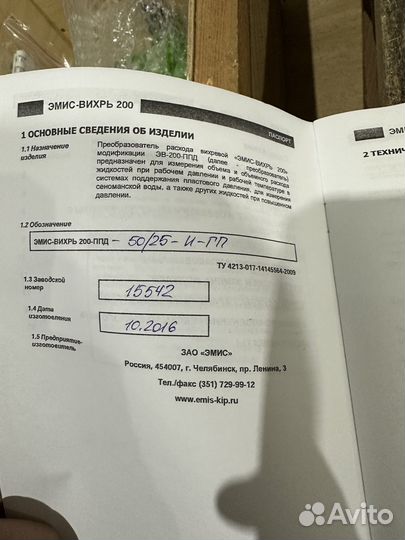 ЭМИС-ВИХРЬ 200
ПАСПОРТ
1 ОСНОВНЫЕ СВЕДЕНИЯ ОБ ИЗДЕЛИИ
1.1 Назначение изделия
Преобразователь расхода вихревой «ЭМИС-ВИХРЬ 200»
модификации ЭВ-200-ППД (далее - преобразователь)
предназначен для измерения объема и объемного расхода
жидкостей при рабочем давлении и рабочей температуре в
системах поддержания пластового давления, для измерения
сеноманской воды, а также других жидкостей при повышенном
давлении.
1.2 Обозначение
ЭМИС-ВИХРЬ 200-ППД - 50/25 - И - ГП
ТУ 4213-017-14145564-2009
1.3 Заводской номер
15542
1.4 Дата изготовления
10.2016
1.5 Предприятие-изготовитель
ЗАО «ЭМИС»
Россия, 454007, г. Челябинск, пр. Ленина, 3
Тел./факс (351) 729-99-12
www.emis-kip.ru
ЭМИ
2 ТЕХНИЧ
Avito